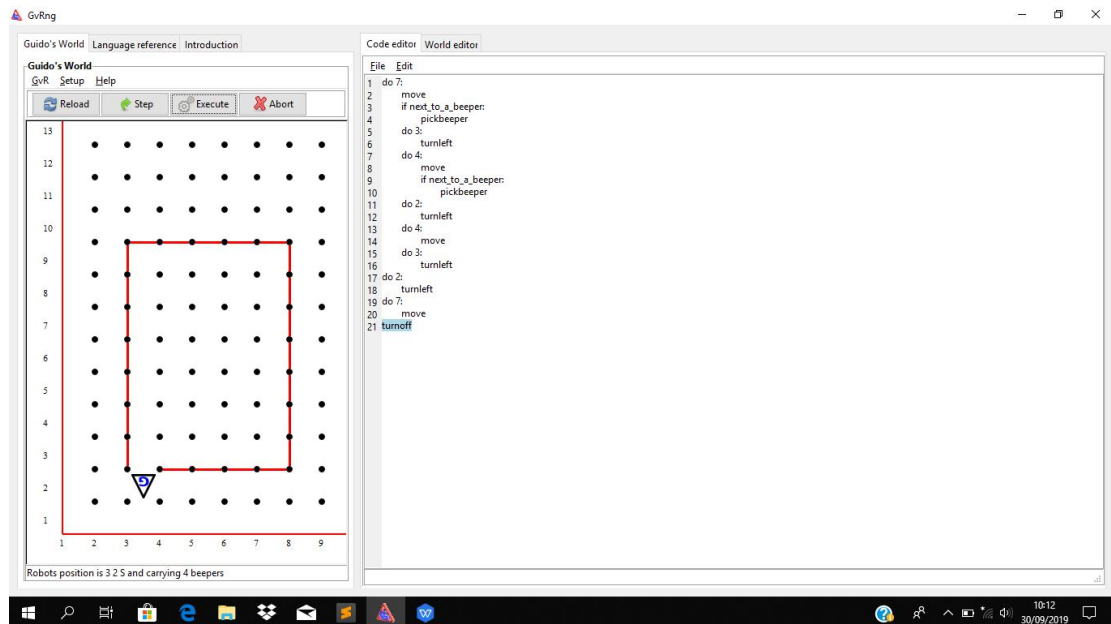 GvRng
Guido's World Language reference Introduction
Guido's World
GvR Setup Help
Reload Step Execute Abort
13
12
11
10
9
8
7
6
5
4
3
2
1
1 2 3 4 5 6 7 8 9
G
Robots position is 3 2 S and carrying 4 beepers
Code editor World editor
File Edit
1 do 7:
2 move
3 if next_to_a_beeper:
4 pickbeeper
5 do 3:
6 turnleft
7 do 4:
8 move
9 if next_to_a_beeper:
10 pickbeeper
11 do 2:
12 turnleft
13 do 4:
14 move
15 do 3:
16 turnleft
17 do 2:
18 turnleft
19 do 7:
20 move
21 turnoff
10:12
30/09/2019